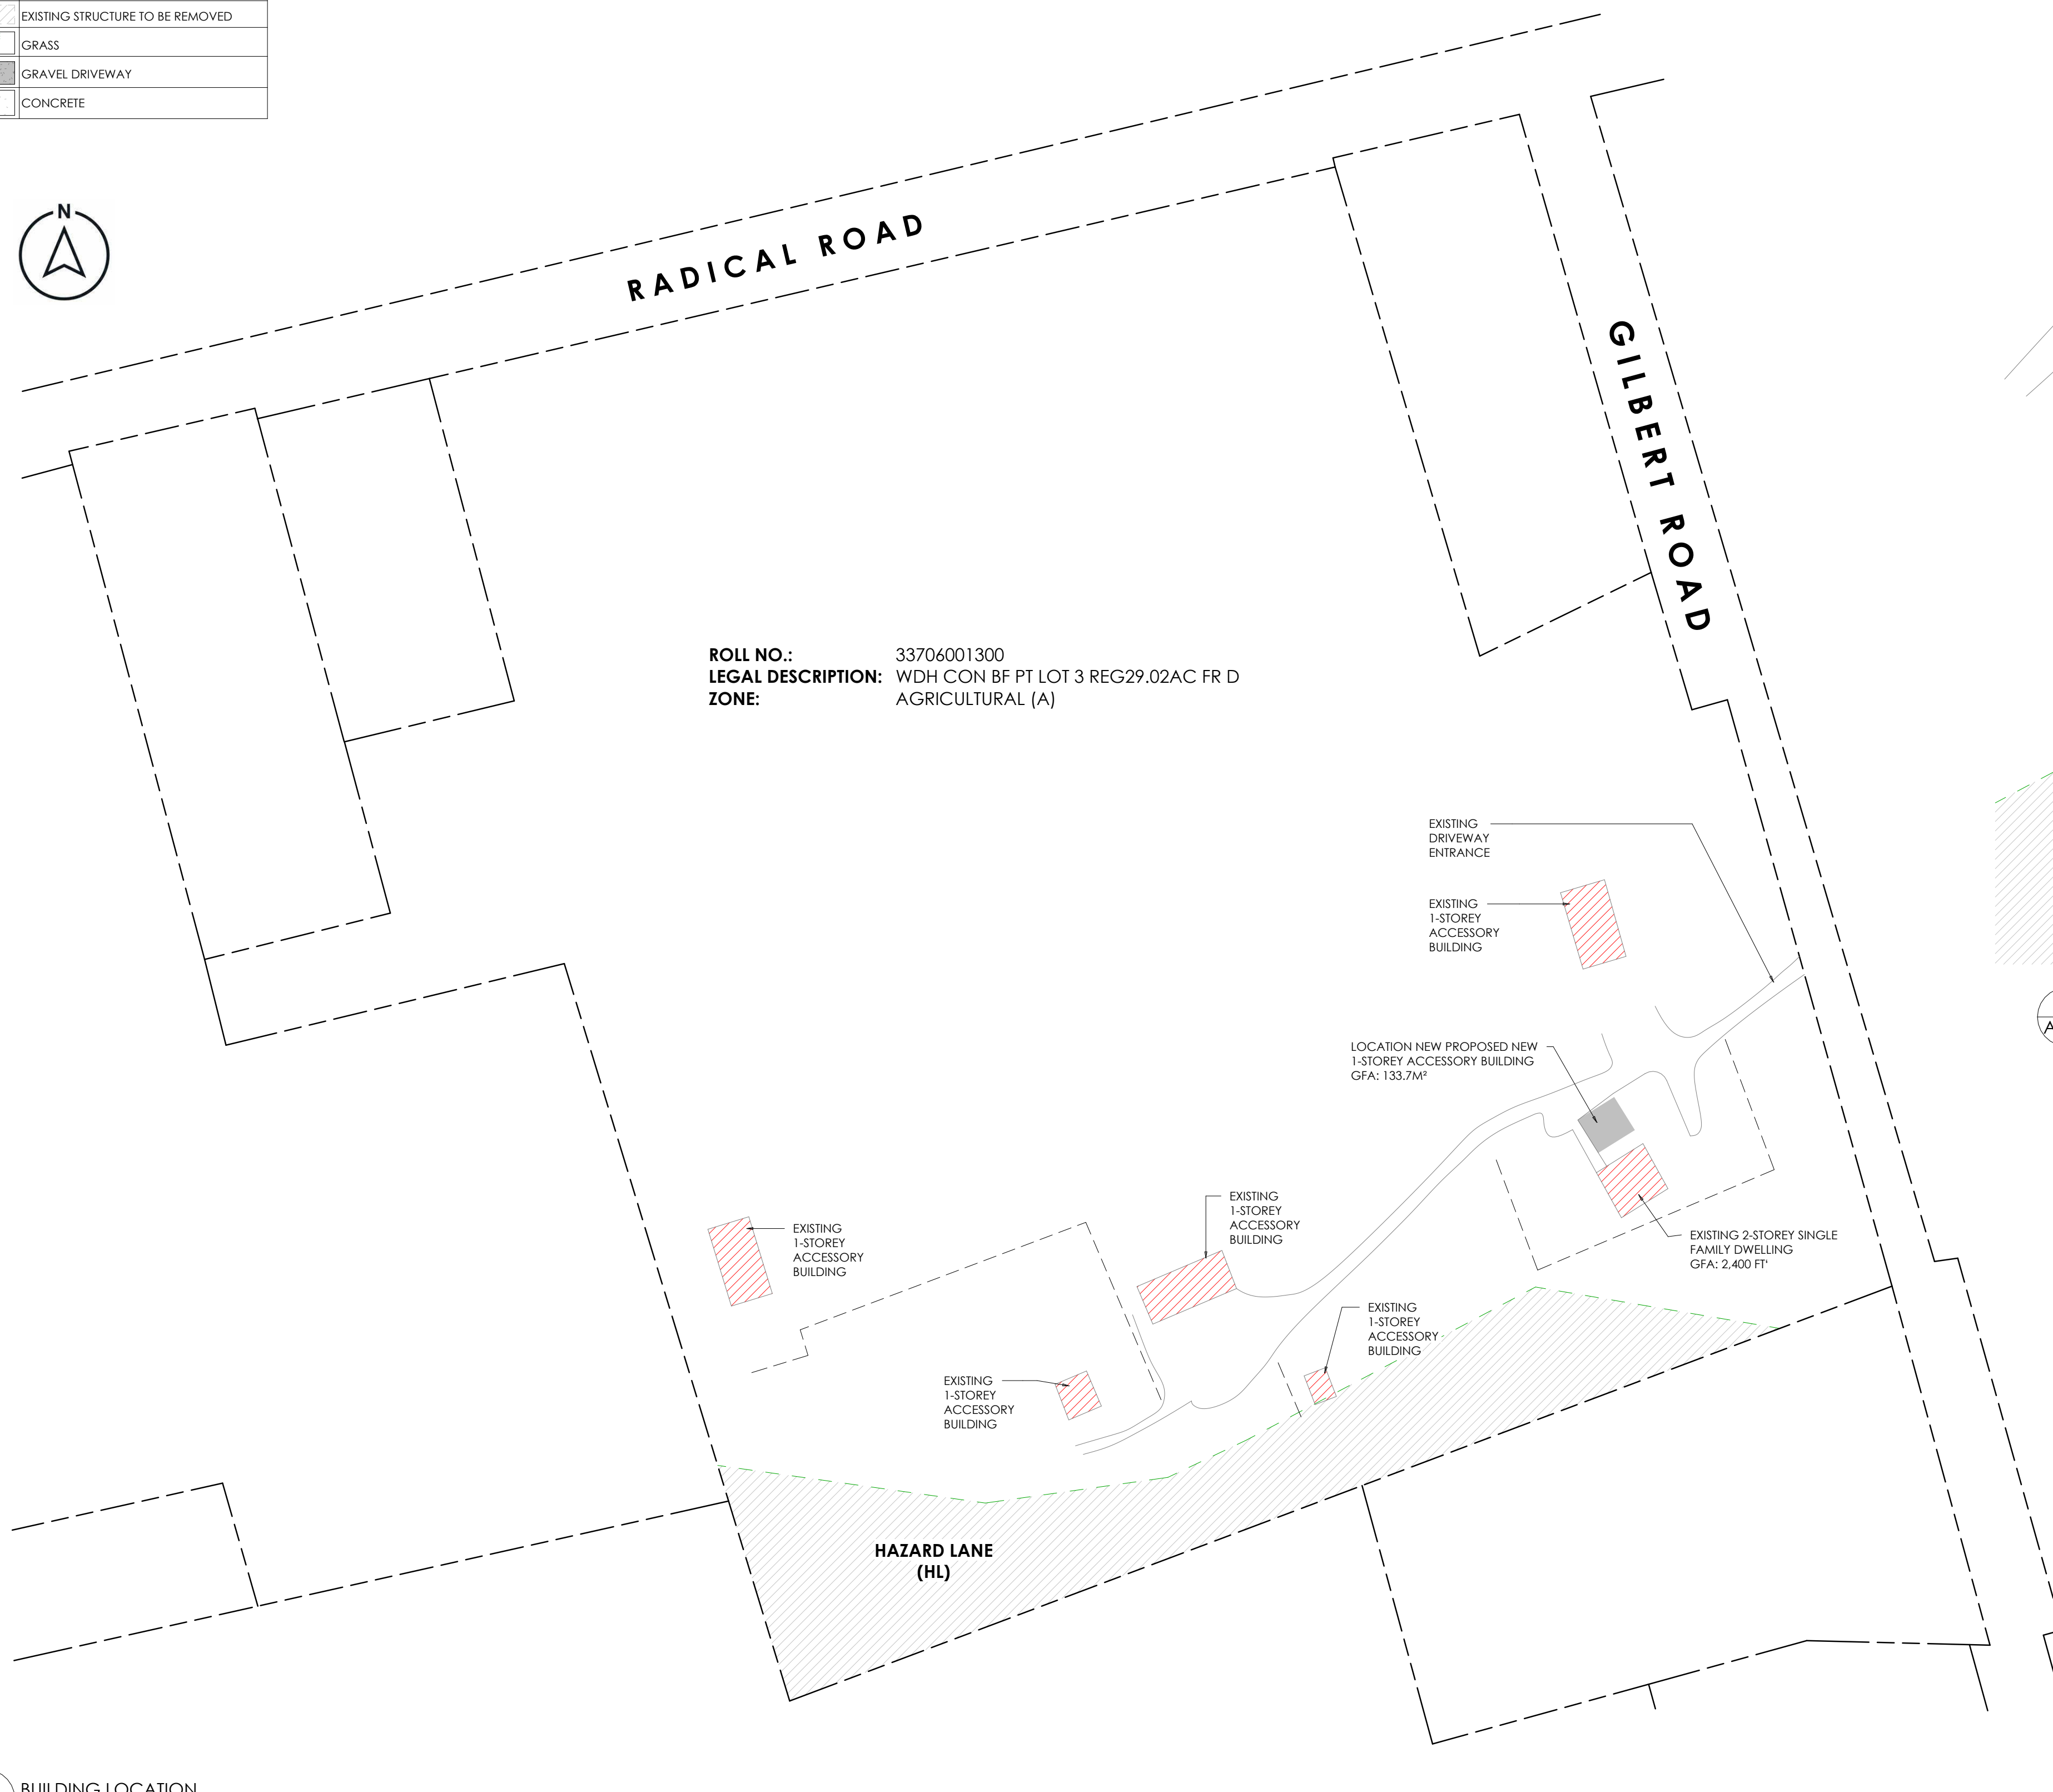 EXISTING STRUCTURE TO BE REMOVED
GRASS
GRAVEL DRIVEWAY
CONCRETE
N
RADICAL ROAD
GILBERT ROAD
ROLL NO.: 33706001300
LEGAL DESCRIPTION: WDH CON BF PT LOT 3 REG29.02AC FR D
ZONE: AGRICULTURAL (A)
EXISTING
DRIVEWAY
ENTRANCE
EXISTING
1-STOREY
ACCESSORY
BUILDING
A
LOCATION NEW PROPOSED NEW
1-STOREY ACCESSORY BUILDING
GFA: 133.7M²
EXISTING
1-STOREY
ACCESSORY
BUILDING
EXISTING
1-STOREY
ACCESSORY
BUILDING
EXISTING 2-STOREY SINGLE
FAMILY DWELLING
GFA: 2,400 FT'
EXISTING
1-STOREY
ACCESSORY
BUILDING
EXISTING
1-STOREY
ACCESSORY
BUILDING
HAZARD LANE
(HL)
BUILDING LOCATION